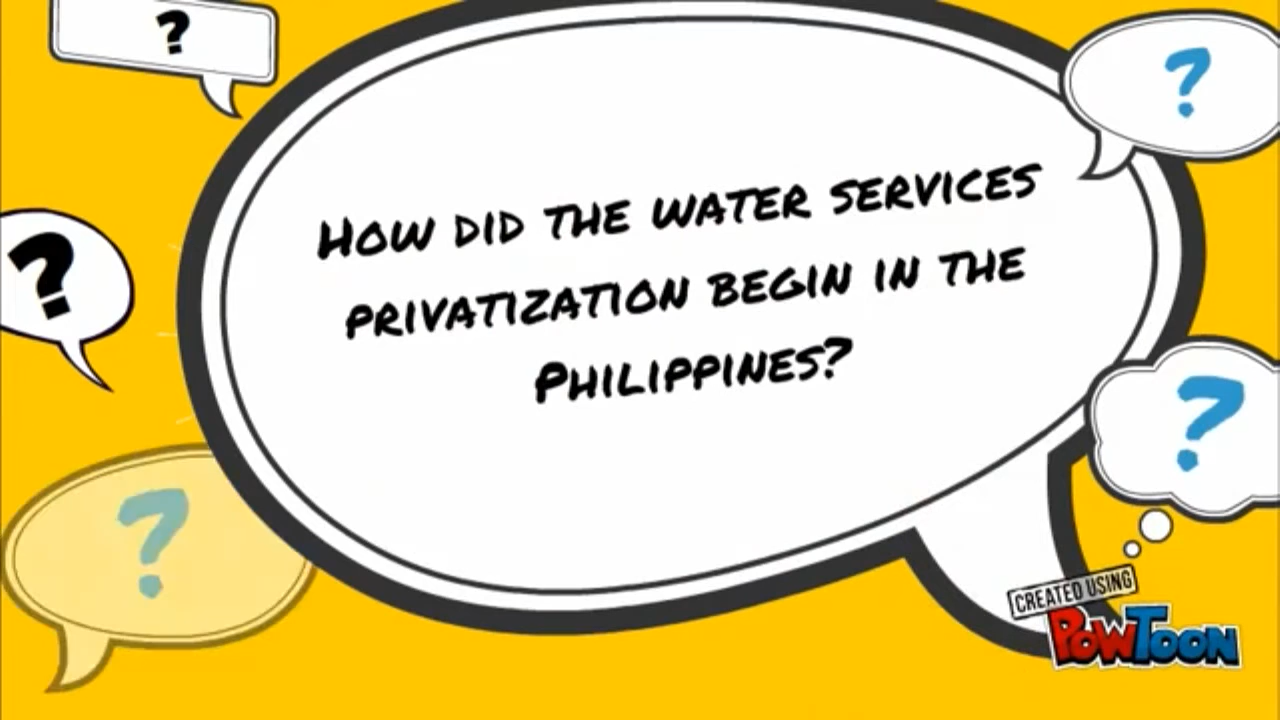 ?
?
?
HOW DID THE WATER SERVICES
PRIVATIZATION BEGIN IN THE
PHILIPPINES?
?
?
CREATED USING
POWTOON